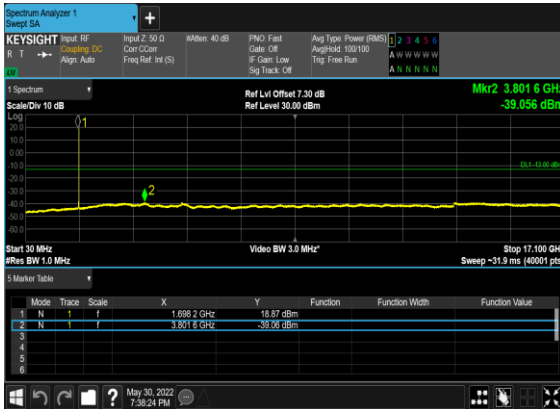 Spectrum Analyzer 1
Swept SA
+
KEYSIGHT Input: RF Input Z: 50 Ω #Atten: 40 dB PNO: Fast Avg Type: Power (RMS) 1 2 3 4 5 6
R T Coupling: DC Corr CCorr Gate: Off Avg|Hold: 100/100 A W W W W W
Align: Auto Freq Ref: Int (S) IF Gain: Low Trig: Free Run
Sig Track: Off A N N N N N
1 Spectrum Ref Lvl Offset 7.30 dB Mkr2 3.801 6 GHz
Scale/Div 10 dB Ref Level 30.00 dBm -39.056 dBm
Log
20.0 1
10.0
0.00
-10.0 DL1 -13.00 dBm
-20.0
-30.0 2
-40.0
-50.0
-60.0
Start 30 MHz Video BW 3.0 MHz* Stop 17.100 GHz
#Res BW 1.0 MHz Sweep ~31.9 ms (40001 pts)
5 Marker Table
Mode Trace Scale X Y Function Function Width Function Value
1 N 1 f 1.698 2 GHz 18.87 dBm
2 N 1 f 3.801 6 GHz -39.06 dBm
3
4
5
6
? May 30, 2022
7:38:24 PM